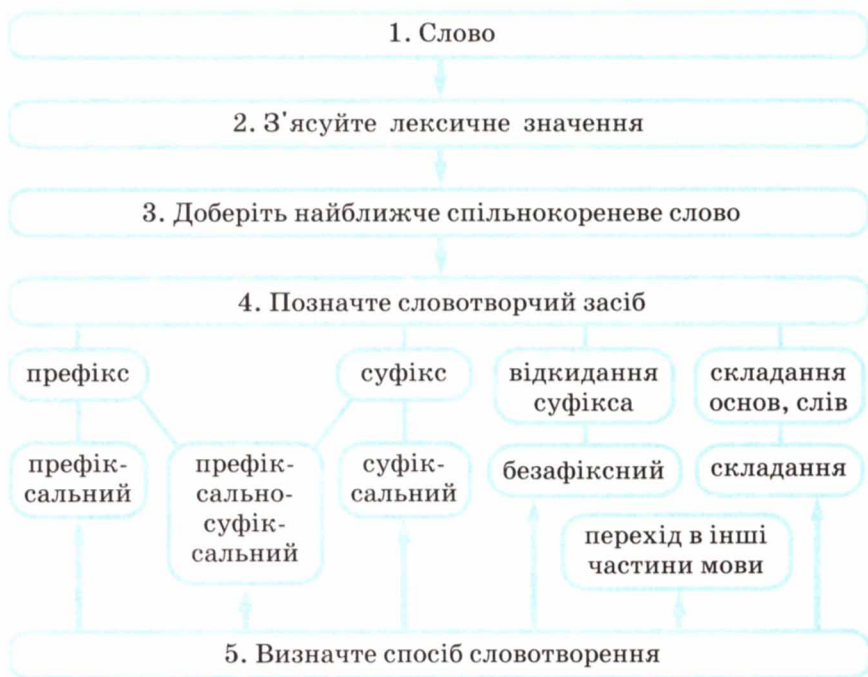 1. Слово
2. З'ясуйте лексичне значення
3. Доберіть найближче спільнокореневе слово
4. Позначте словотворчий засіб
префікс
суфікс
відкидання
суфікса
складання
основ, слів
префік-
сальний
префік-
сально-
суфік-
сальний
суфік-
сальний
безафіксний
складання
перехід в інші
частини мови
5. Визначте спосіб словотворення